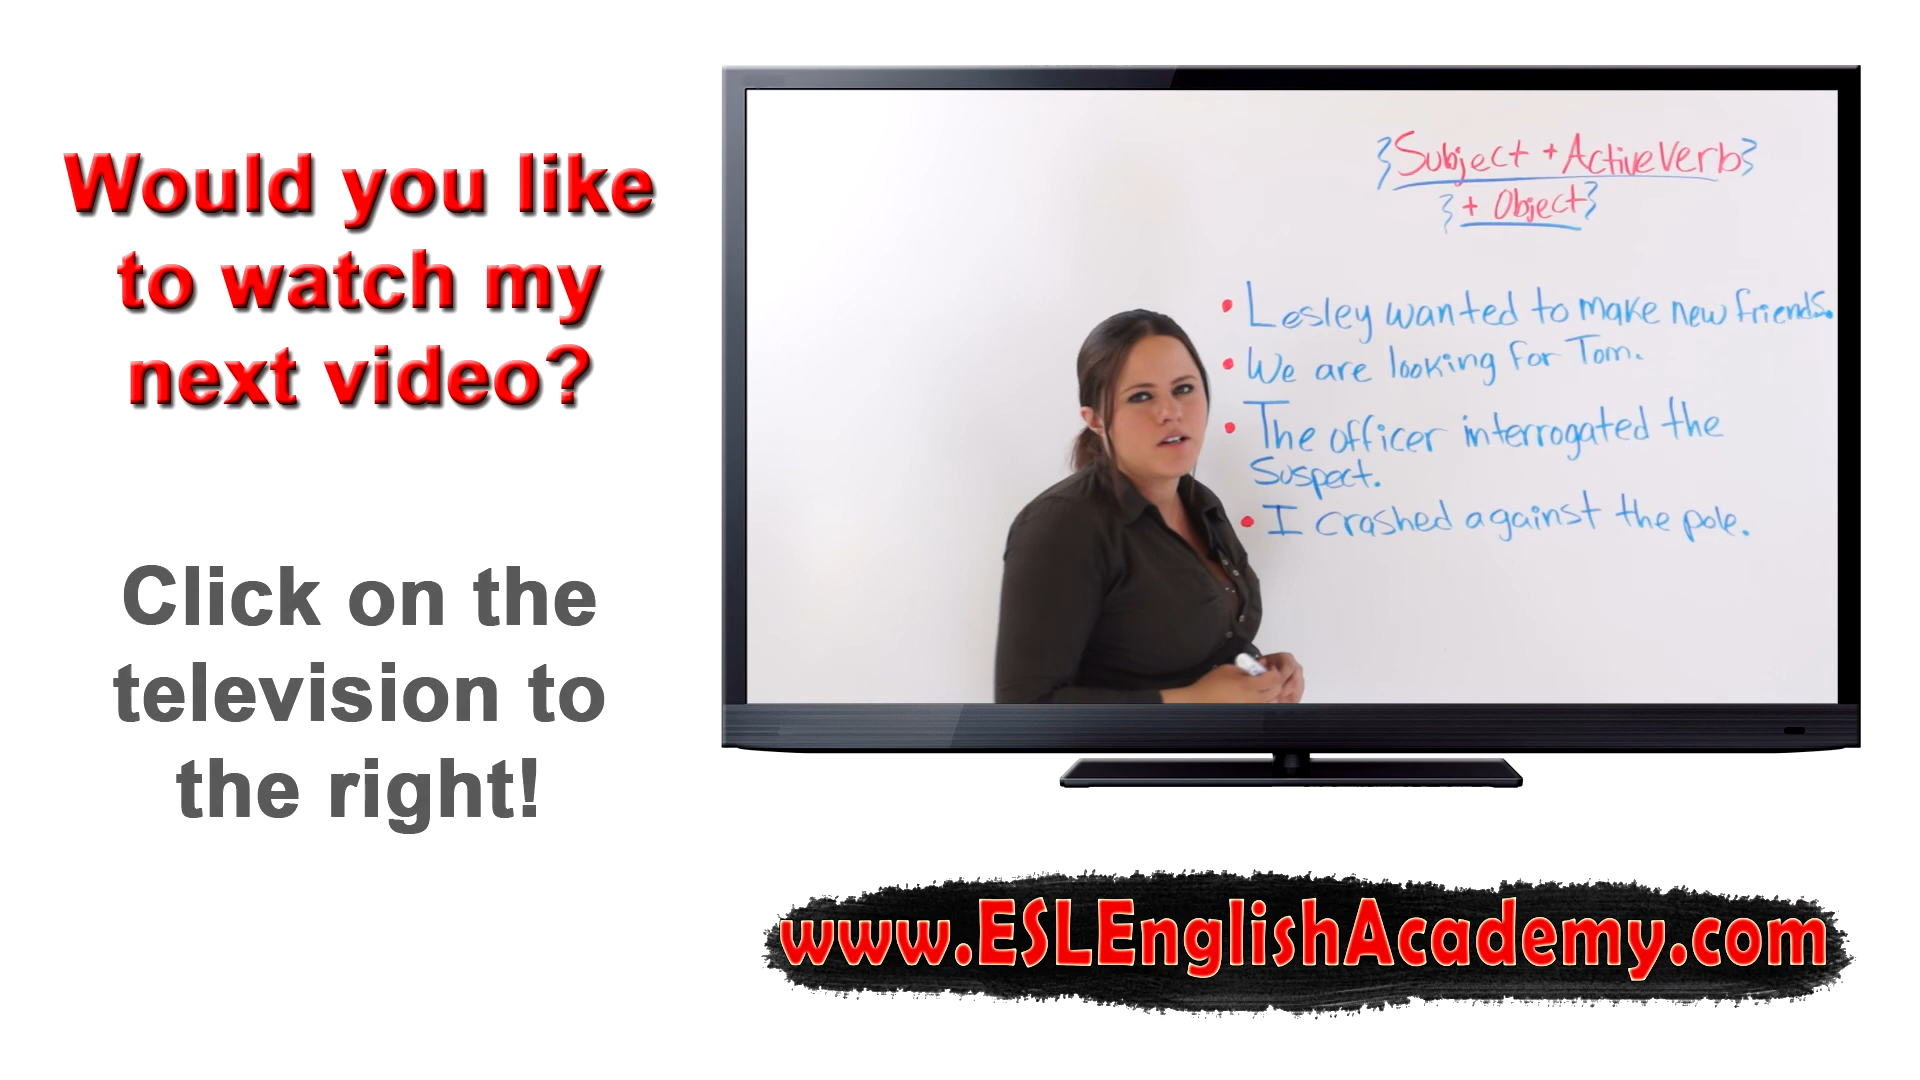 Would you like
to watch my
next video?
Click on the
television to
the right!
}Subject + Active Verb}
} + Object}
• Lesley wanted to make new friends.
• We are looking for Tom.
• The officer interrogated the
suspect.
• I crashed against the pole.
www.ESLEnglishAcademy.com